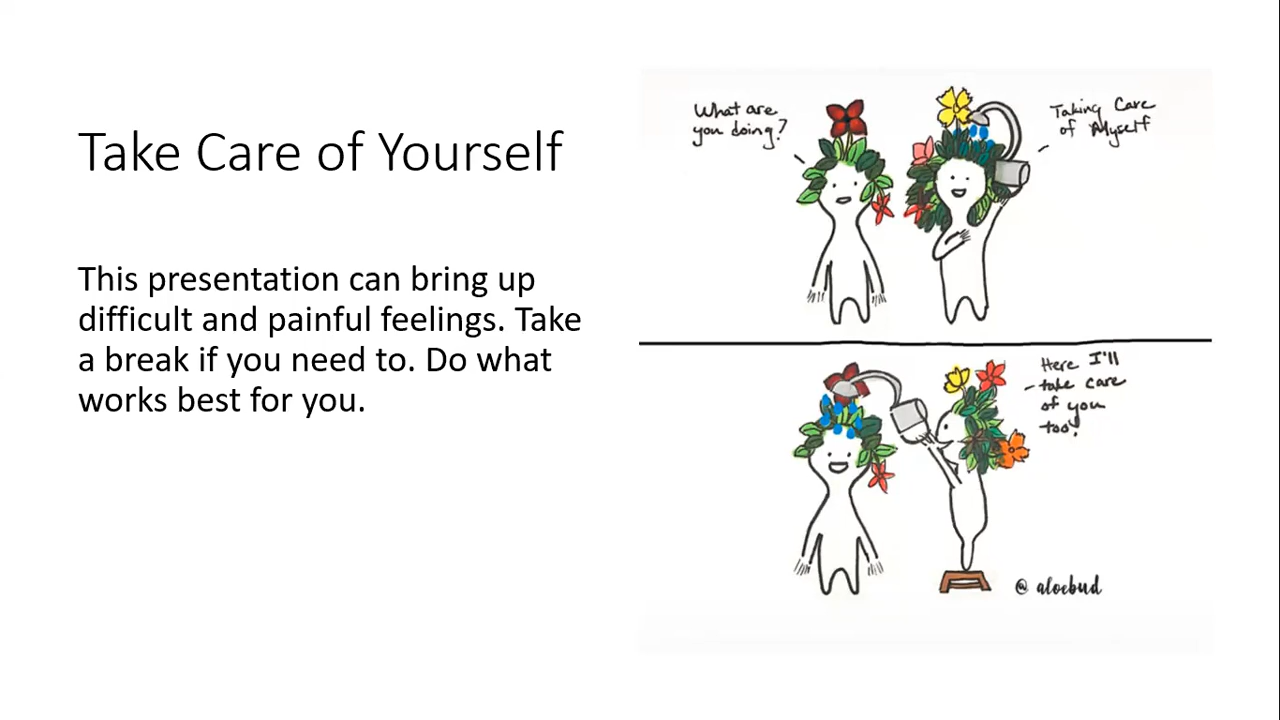 Take Care of Yourself
This presentation can bring up
difficult and painful feelings. Take
a break if you need to. Do what
works best for you.
What are
you doing?
Taking Care
of Myself
Here I'll
take care
of you
too!
@ aloebud